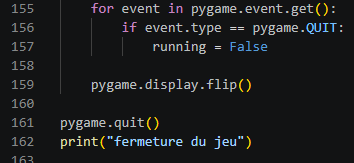 155 for event in pygame.event.get():
156 if event.type == pygame.QUIT:
157 running = False
158
159 pygame.display.flip()
160
161 pygame.quit()
162 print("fermeture du jeu")
163